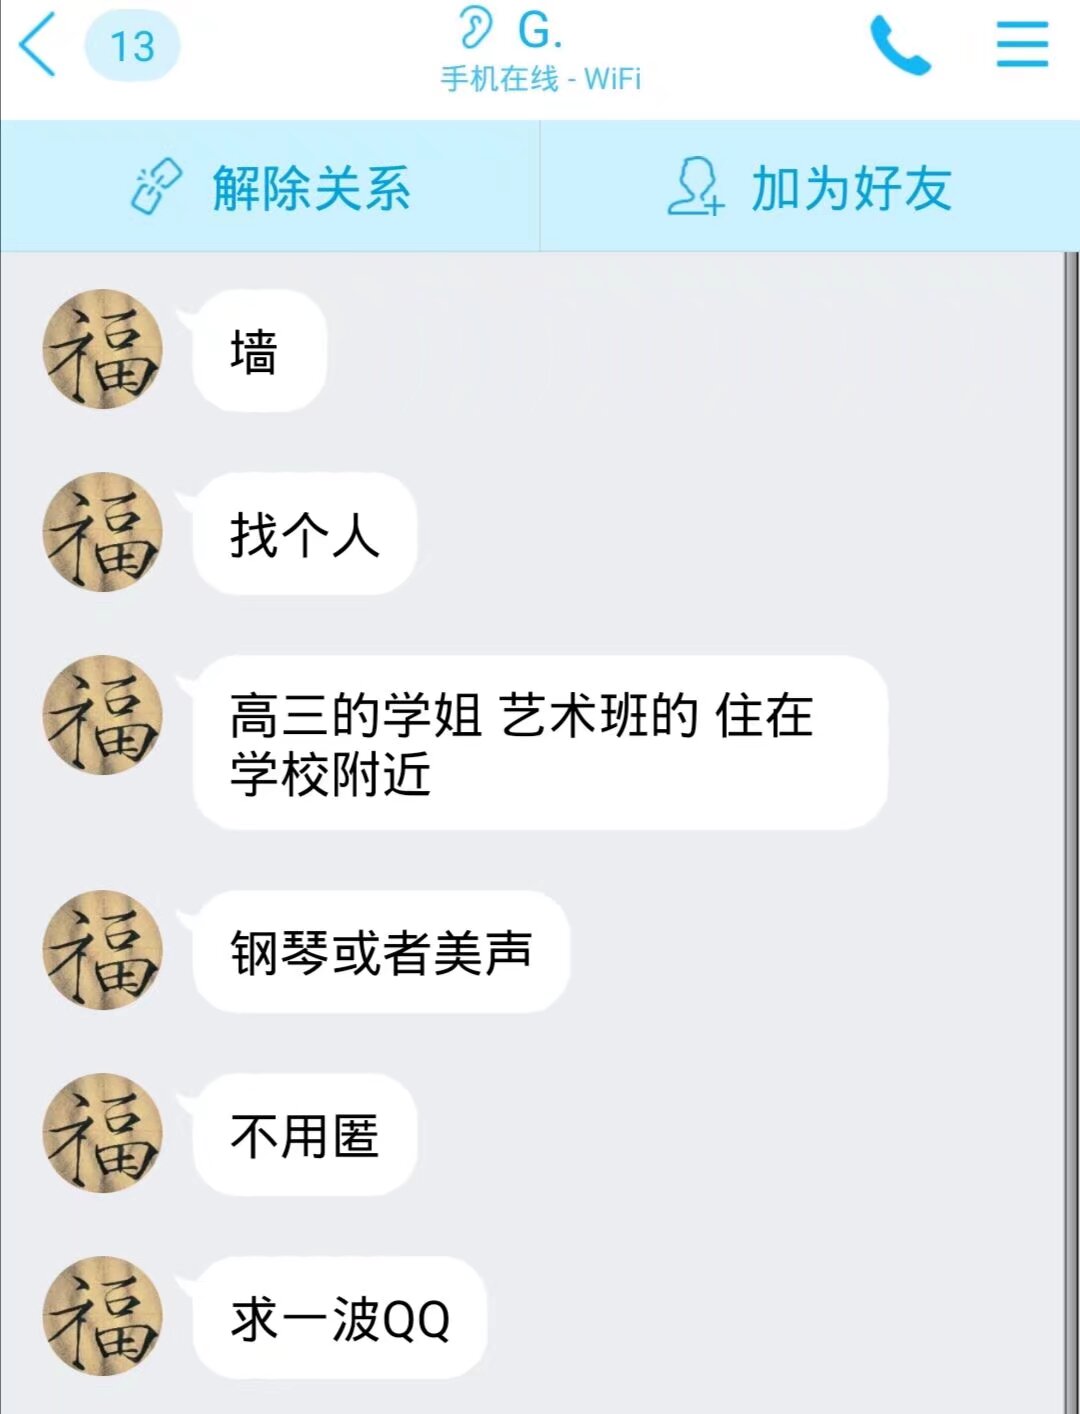 13
G.
手机在线 - WiFi
解除关系
加为好友
福
墙
福
找个人
福
高三的学姐 艺术班的 住在
学校附近
福
钢琴或者美声
福
不用匿
福
求一波QQ